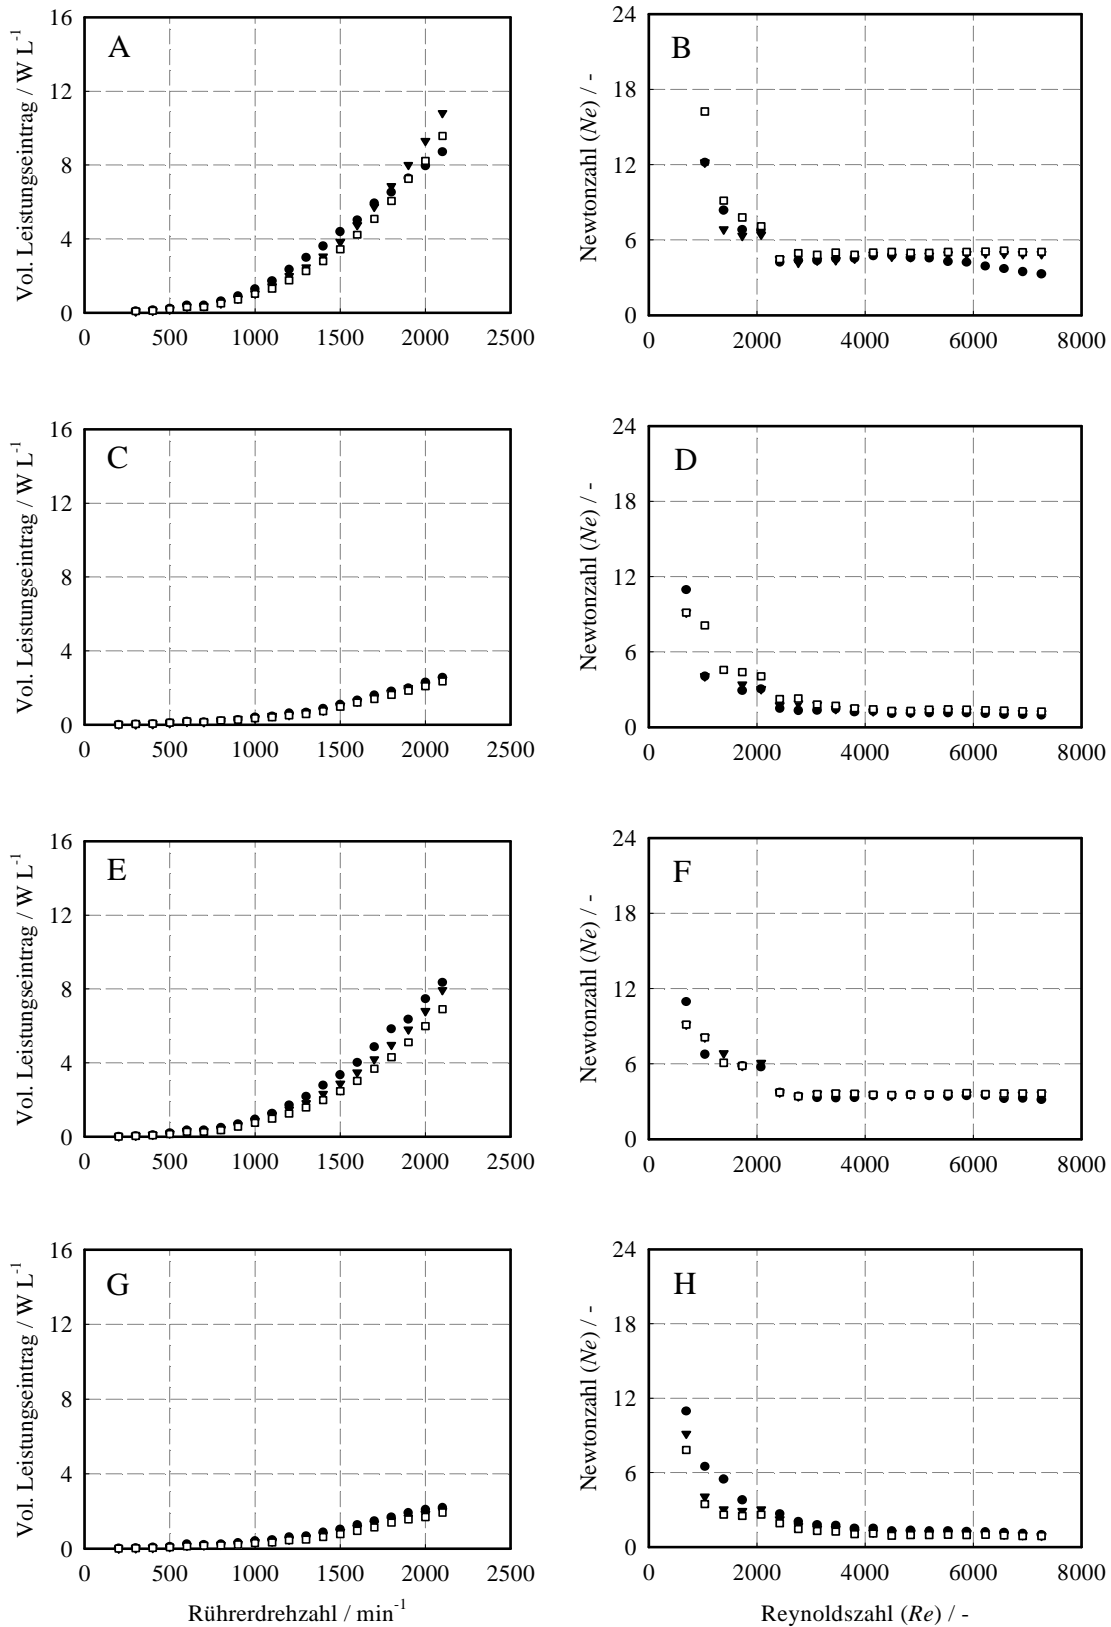 A
Vol. Leistungseintrag / W L⁻¹
16
12
8
4
0
0 500 1000 1500 2000 2500
B
Newtonzahl (Ne) / -
24
18
12
6
0
0 2000 4000 6000 8000
C
Vol. Leistungseintrag / W L⁻¹
16
12
8
4
0
0 500 1000 1500 2000 2500
D
Newtonzahl (Ne) / -
24
18
12
6
0
0 2000 4000 6000 8000
E
Vol. Leistungseintrag / W L⁻¹
16
12
8
4
0
0 500 1000 1500 2000 2500
F
Newtonzahl (Ne) / -
24
18
12
6
0
0 2000 4000 6000 8000
G
Vol. Leistungseintrag / W L⁻¹
16
12
8
4
0
0 500 1000 1500 2000 2500
Rührerdrehzahl / min⁻¹
H
Newtonzahl (Ne) / -
24
18
12
6
0
0 2000 4000 6000 8000
Reynoldszahl (Re) / -